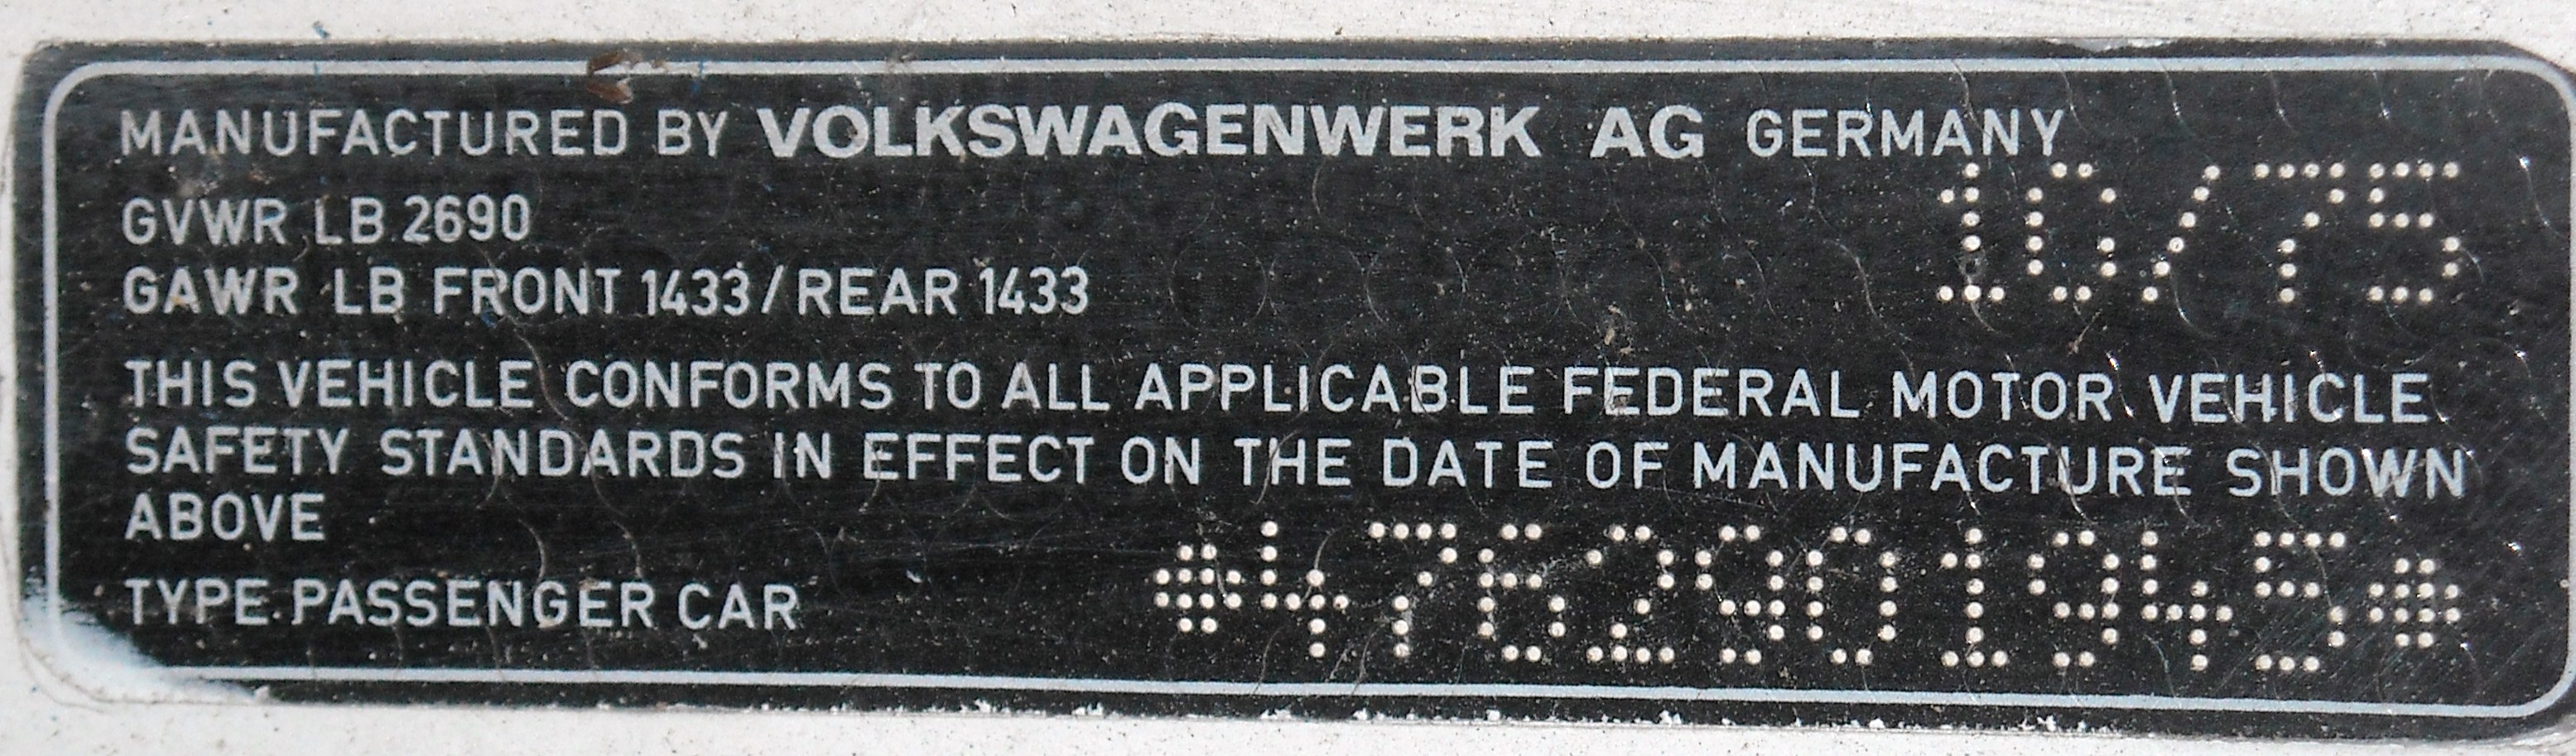 MANUFACTURED BY VOLKSWAGENWERK AG GERMANY
10/75
GVWR LB 2690
GAWR LB FRONT 1433/REAR 1433
THIS VEHICLE CONFORMS TO ALL APPLICABLE FEDERAL MOTOR VEHICLE
SAFETY STANDARDS IN EFFECT ON THE DATE OF MANUFACTURE SHOWN
ABOVE
TYPE.PASSENGER CAR
*4762901945*